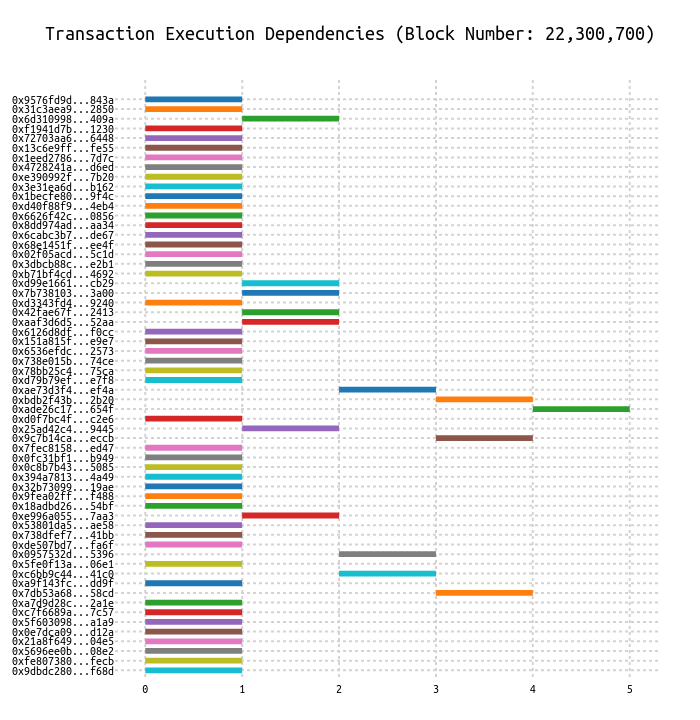 Transaction Execution Dependencies (Block Number: 22,300,700)
0x9576fd9d...843a
0x31c3aea9...2850
0x6d310998...409a
0xf1941d7b...1230
0x72703aa6...6448
0x13c6e9ff...fe55
0x1eed2786...7d7c
0x4728241a...d6ed
0xe390992f...7b20
0x3e31ea6d...b162
0x1becfe80...9f4c
0xd40f88f9...4eb4
0x6626f42c...0856
0x8dd974ad...aa34
0x6cabc3b7...de67
0x68e1451f...ee4f
0x02f05acd...5c1d
0x3dbcb88c...e2b1
0xb71bf4cd...4692
0xd99e1661...cb29
0x7b738103...3a00
0xd3343fd4...9240
0x42fae67f...2413
0xaaf3d6d5...52aa
0x6126d8df...f0cc
0x151a815f...e9e7
0x6536efdc...2573
0x738e015b...74ce
0x78bb25c4...75ca
0xd79b79ef...e7f8
0xae73d3f4...ef4a
0xbdb2f43b...2b20
0xade26c17...654f
0xd0f7bc4f...c2e6
0x25ad42c4...9445
0x9c7b14ca...eccb
0x7fec8158...ed47
0x0fc31bf1...b949
0x0c8b7b43...5085
0x394a7813...4a49
0x32b73099...19ae
0x9fea02ff...f488
0x18adbd26...54bf
0xe996a055...7aa3
0x53801da5...ae58
0x738dfef7...41bb
0xde507bd7...fa6f
0x0957532d...5396
0x5fe0f13a...06e1
0xc6bb9c44...41c0
0xa9f143fc...dd9f
0x7db53a68...58cd
0xa7d9d28c...2a1e
0xc7f6689a...7c57
0x5f603098...a1a9
0x0e7dca09...d12a
0x21a8f649...04e5
0x5696ee0b...08e2
0xfe807380...fecb
0x9dbdc280...f68d
0 1 2 3 4 5